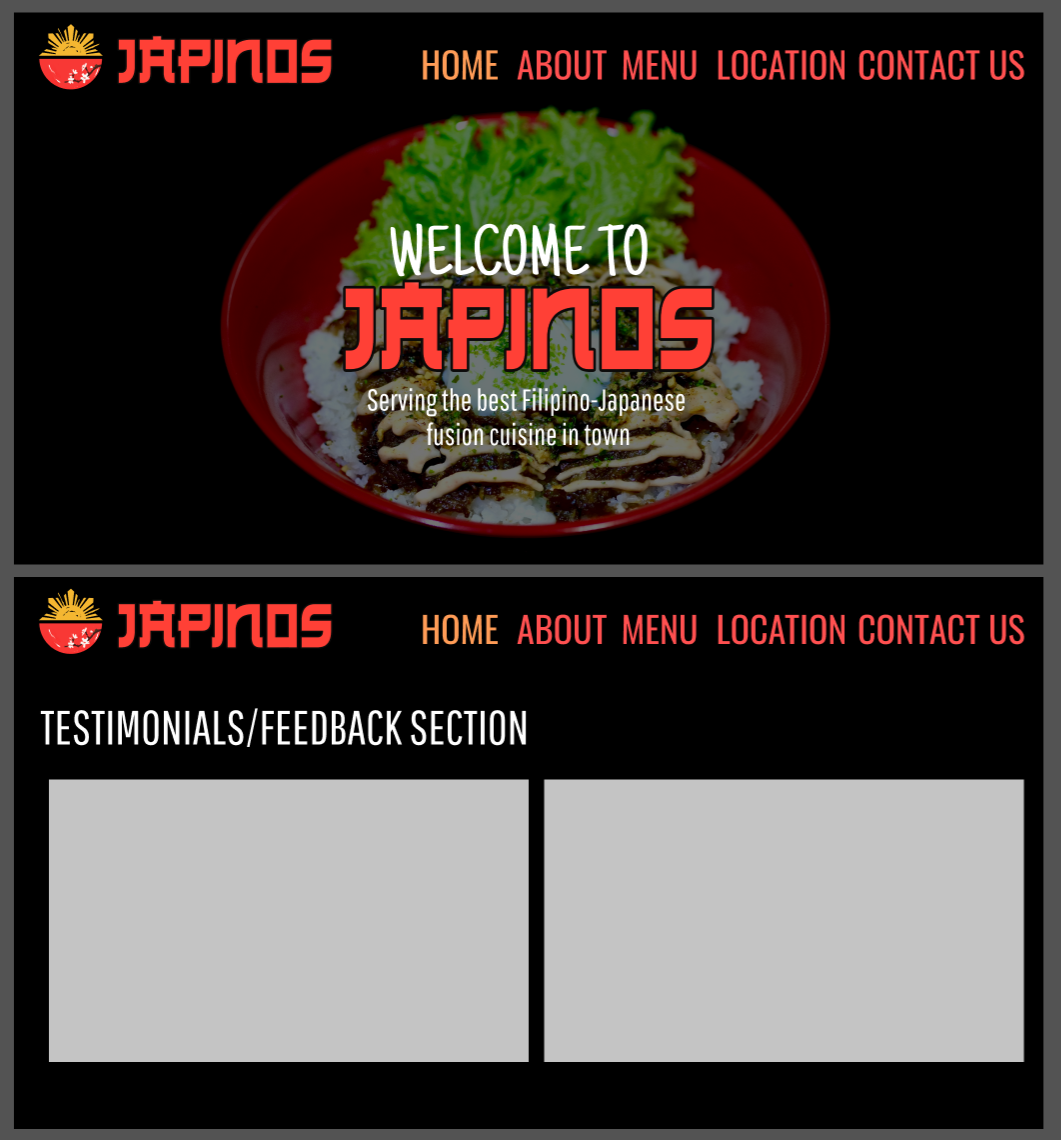 JAPINOS
HOME ABOUT MENU LOCATION CONTACT US
WELCOME TO
JAPINOS
Serving the best Filipino-Japanese
fusion cuisine in town
JAPINOS
HOME ABOUT MENU LOCATION CONTACT US
TESTIMONIALS/FEEDBACK SECTION